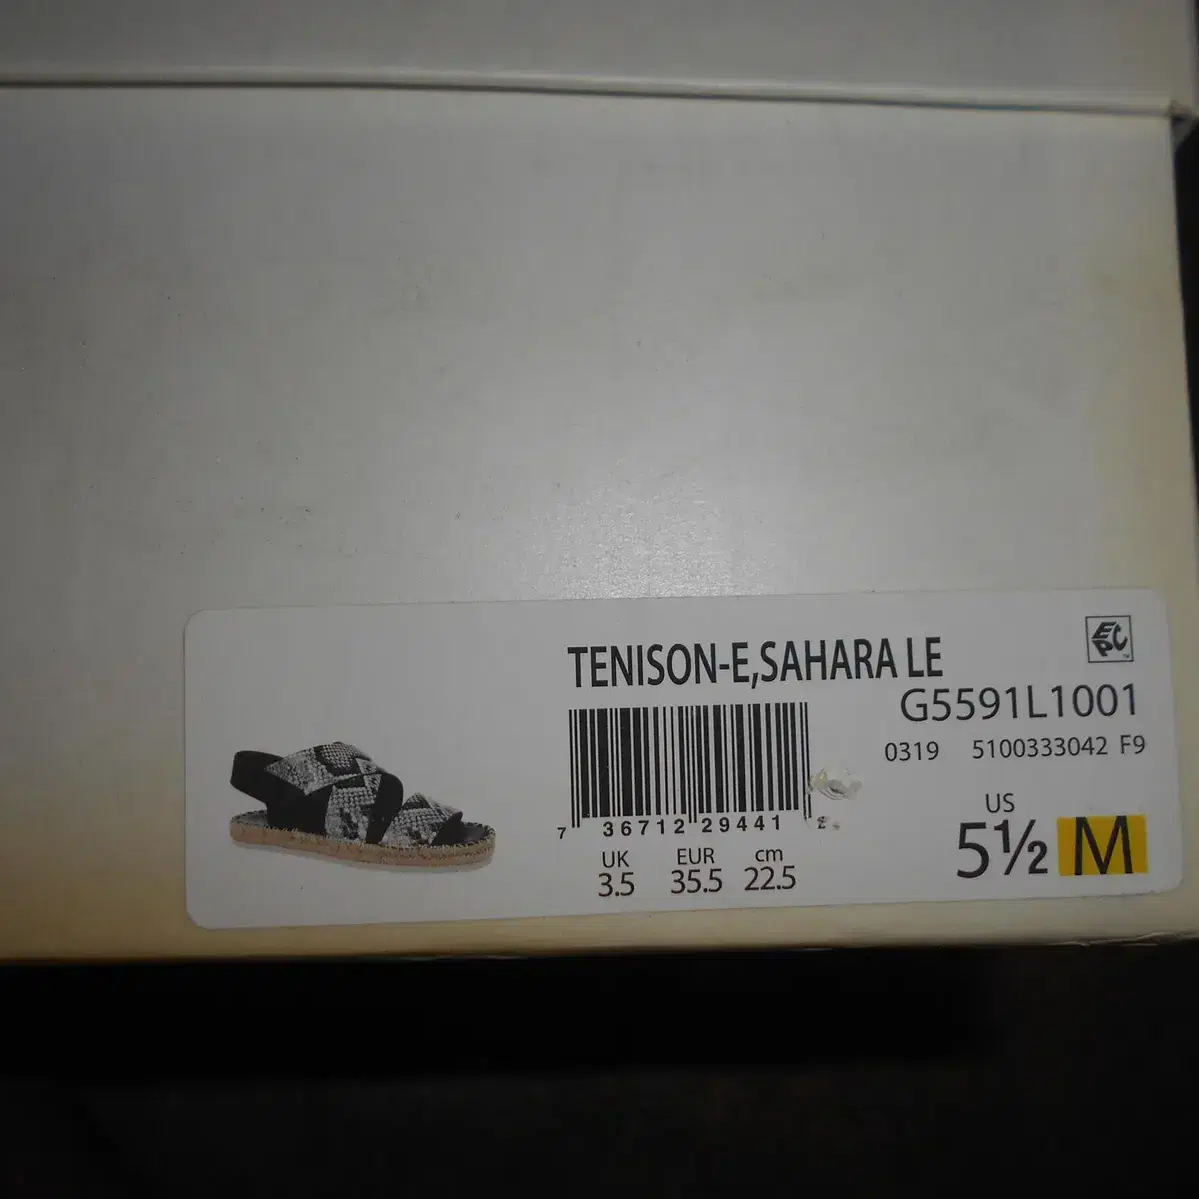 TENISON-E,SAHARA LE
EPC
G5591L1001
0319 5100333042 F9
7 36712 29441
US
5½ M
UK EUR cm
3.5 35.5 22.5